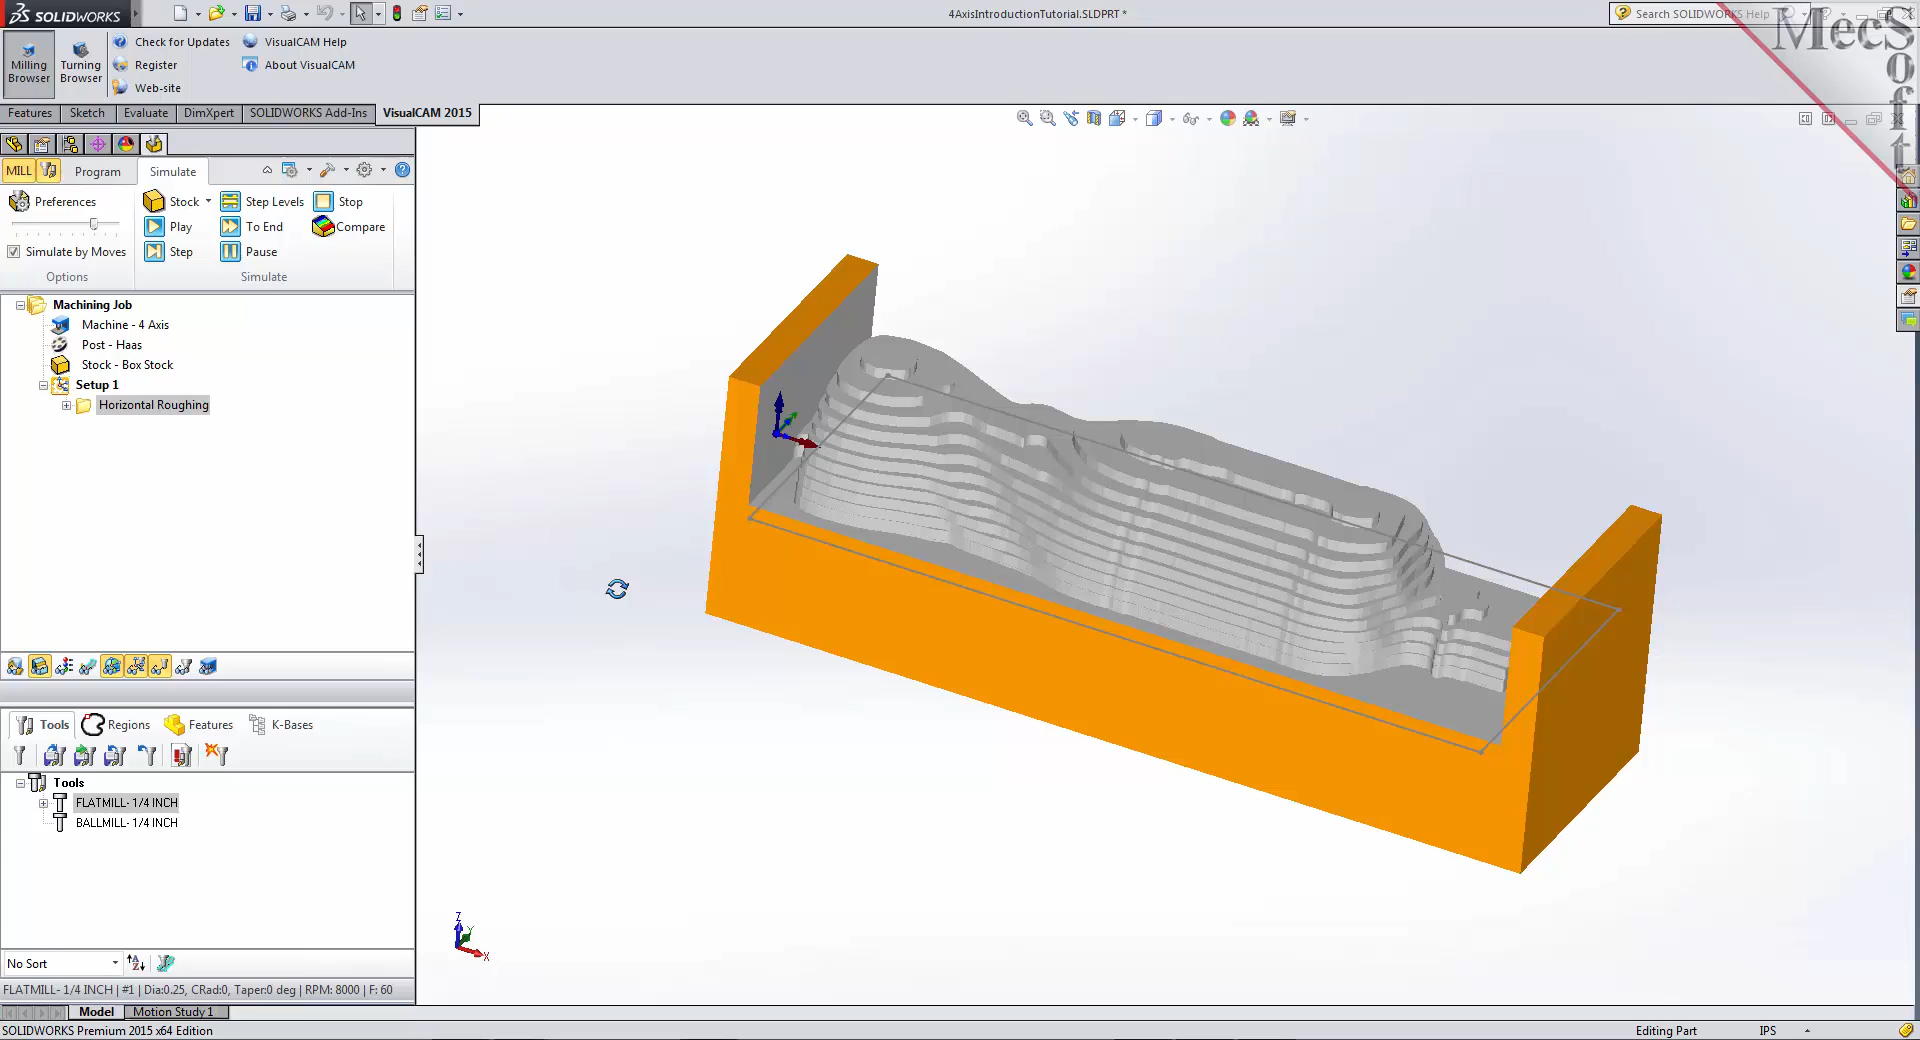 SOLIDWORKS
4AxisIntroductionTutorial.SLDPRT *
Search SOLIDWORKS Help
MecSoft
Milling Browser
Turning Browser
Check for Updates
Register
Web-site
VisualCAM Help
About VisualCAM
Features
Sketch
Evaluate
DimXpert
SOLIDWORKS Add-Ins
VisualCAM 2015
MILL
Program
Simulate
Preferences
Simulate by Moves
Options
Stock
Step Levels
Stop
Play
To End
Compare
Step
Pause
Simulate
Machining Job
Machine - 4 Axis
Post - Haas
Stock - Box Stock
Setup 1
Horizontal Roughing
Tools
Regions
Features
K-Bases
Tools
FLATMILL- 1/4 INCH
BALLMILL- 1/4 INCH
Z
Y
X
No Sort
FLATMILL- 1/4 INCH | #1 | Dia:0.25, CRad:0, Taper:0 deg | RPM: 8000 | F: 60
Model
Motion Study 1
SOLIDWORKS Premium 2015 x64 Edition
Editing Part
IPS